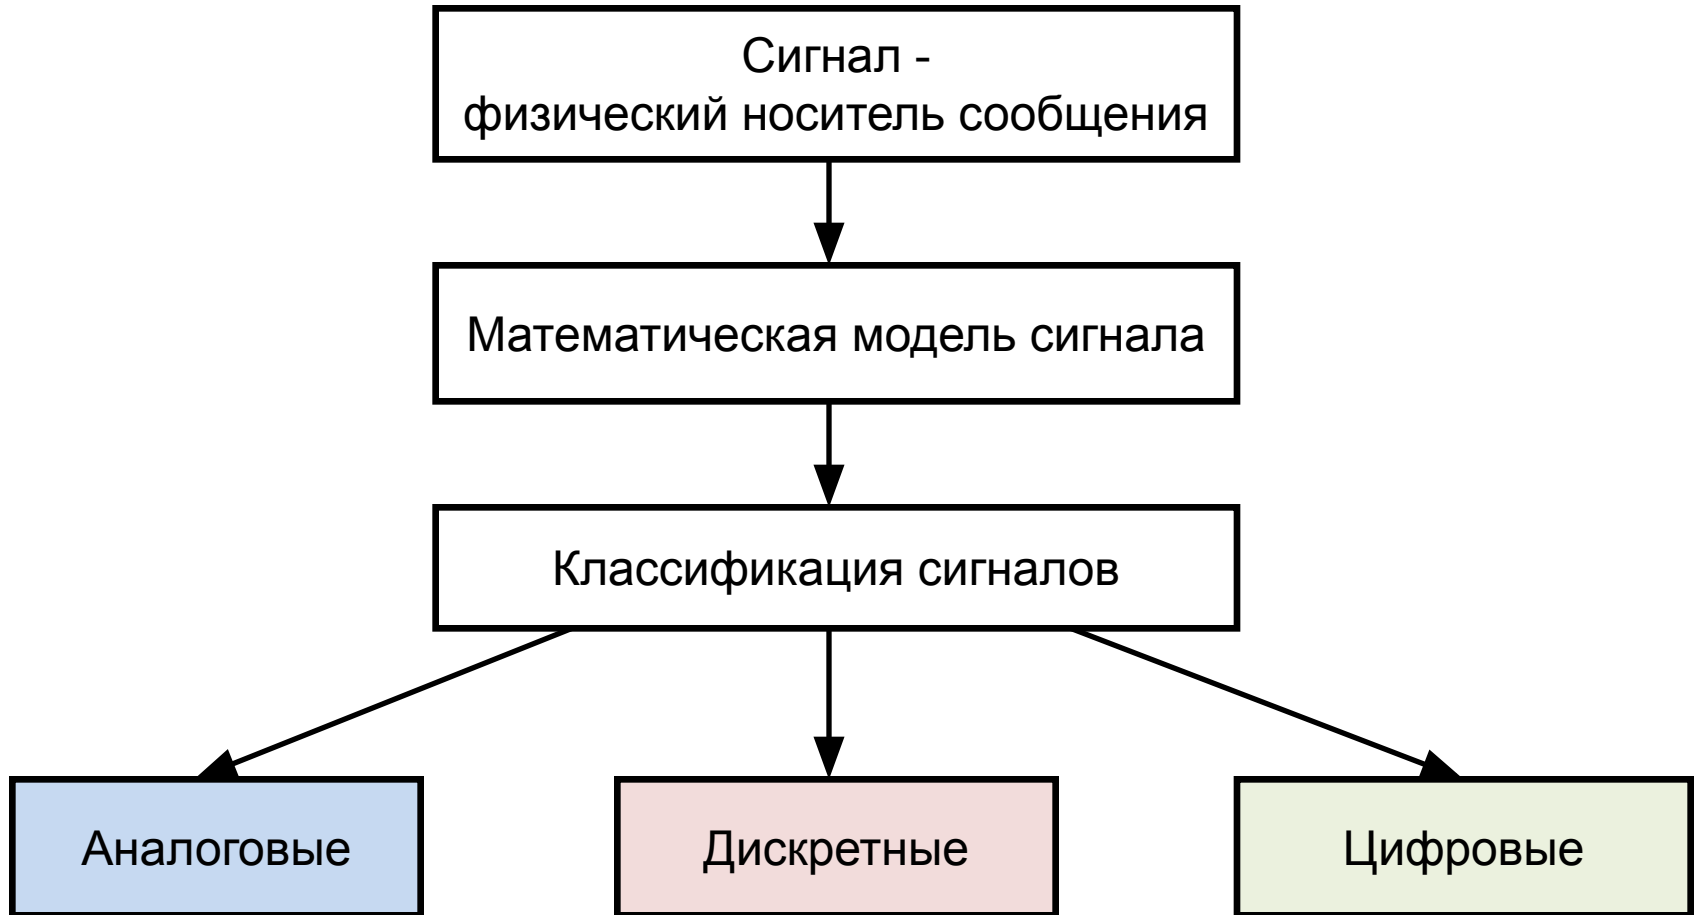 Сигнал -
физический носитель сообщения
Математическая модель сигнала
Классификация сигналов
Аналоговые
Дискретные
Цифровые